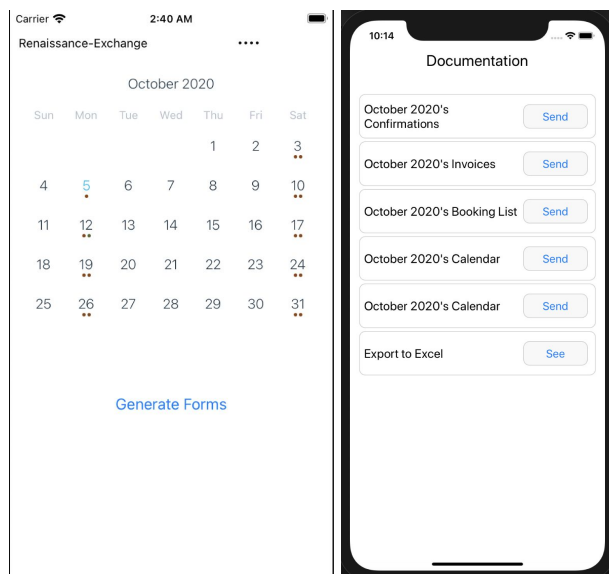 Carrier 2:40 AM
Renaissance-Exchange ....
October 2020
Sun Mon Tue Wed Thu Fri Sat
1 2 3
4 5 6 7 8 9 10
11 12 13 14 15 16 17
18 19 20 21 22 23 24
25 26 27 28 29 30 31
Generate Forms
10:14
Documentation
October 2020's
Confirmations
Send
October 2020's Invoices Send
October 2020's Booking List Send
October 2020's Calendar Send
October 2020's Calendar Send
Export to Excel See